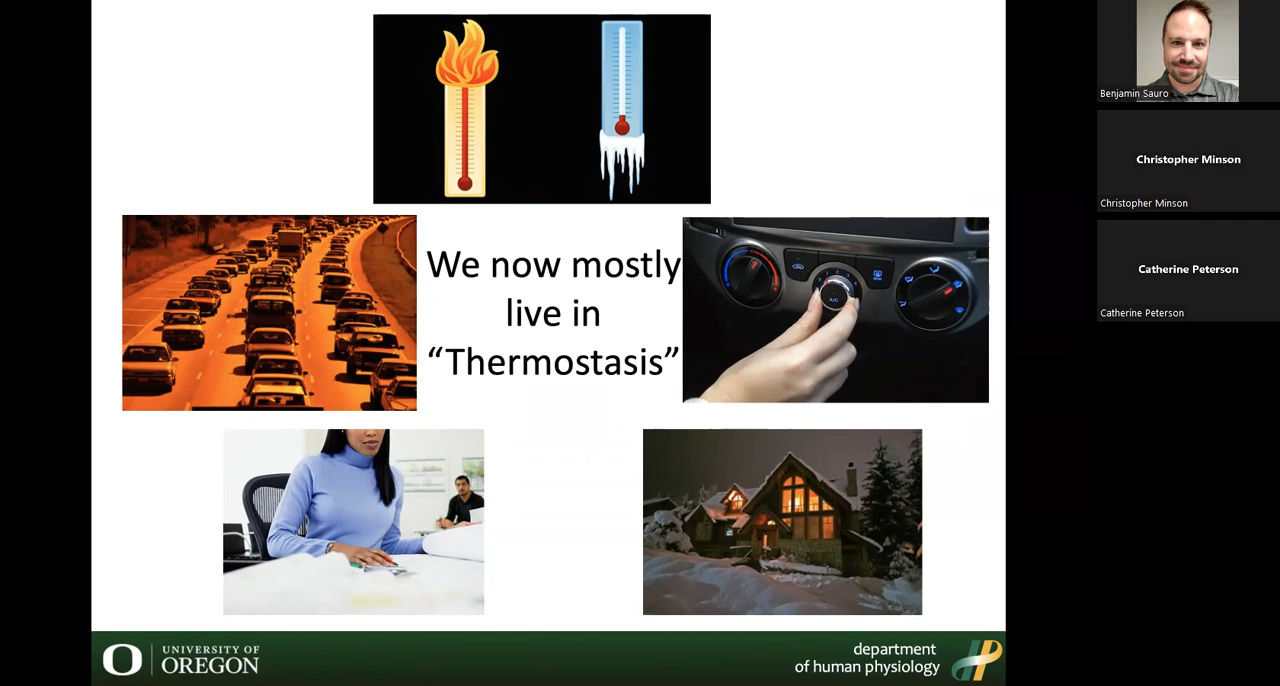 We now mostly
live in
“Thermostasis”
A/C
UNIVERSITY OF
OREGON
department
of human physiology
Benjamin Sauro
Christopher Minson
Christopher Minson
Catherine Peterson
Catherine Peterson